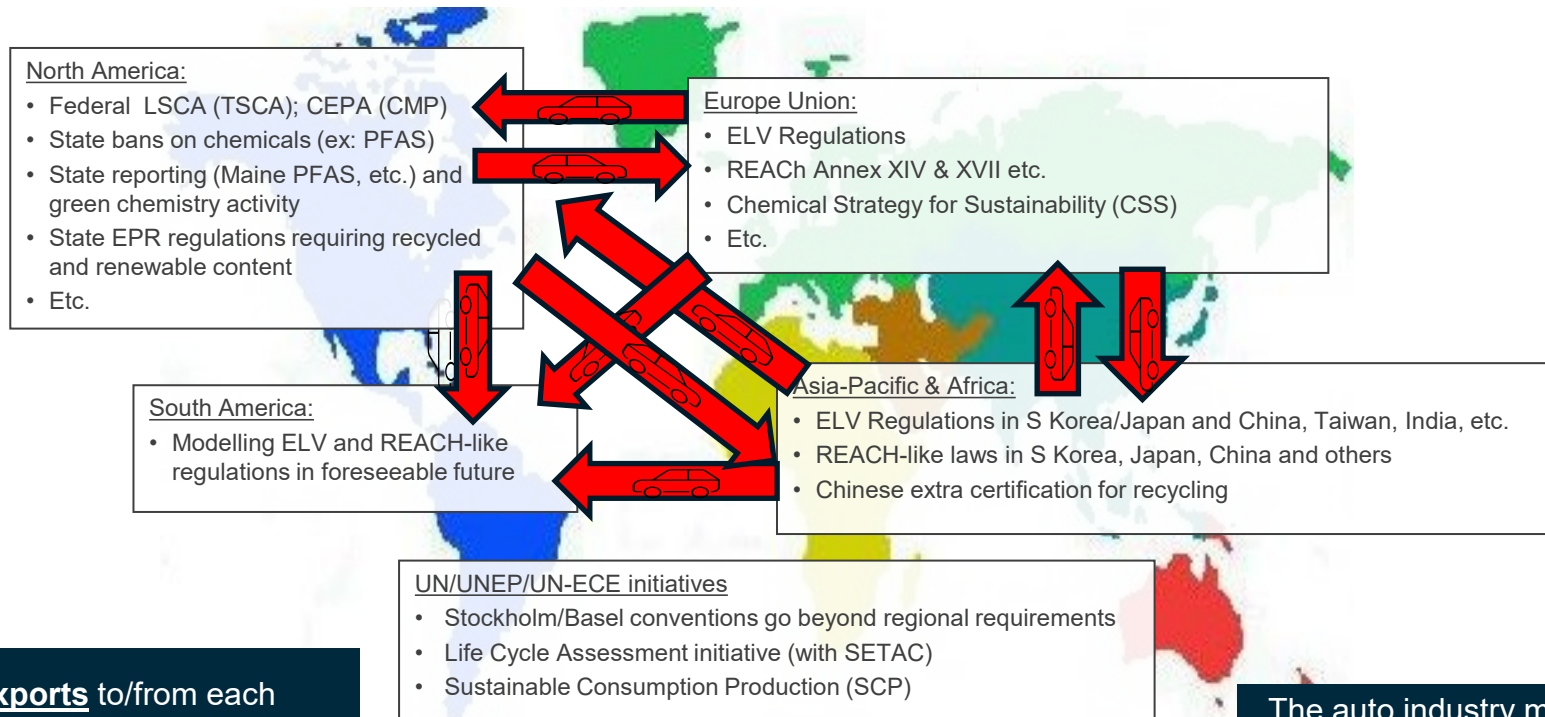 North America:
• Federal LSCA (TSCA); CEPA (CMP)
• State bans on chemicals (ex: PFAS)
• State reporting (Maine PFAS, etc.) and
green chemistry activity
• State EPR regulations requiring recycled
and renewable content
• Etc.
Europe Union:
• ELV Regulations
• REACh Annex XIV & XVII etc.
• Chemical Strategy for Sustainability (CSS)
• Etc.
South America:
• Modelling ELV and REACH-like
regulations in foreseeable future
Asia-Pacific & Africa:
• ELV Regulations in S Korea/Japan and China, Taiwan, India, etc.
• REACH-like laws in S Korea, Japan, China and others
• Chinese extra certification for recycling
UN/UNEP/UN-ECE initiatives
• Stockholm/Basel conventions go beyond regional requirements
• Life Cycle Assessment initiative (with SETAC)
• Sustainable Consumption Production (SCP)
xports to/from each
The auto industry m